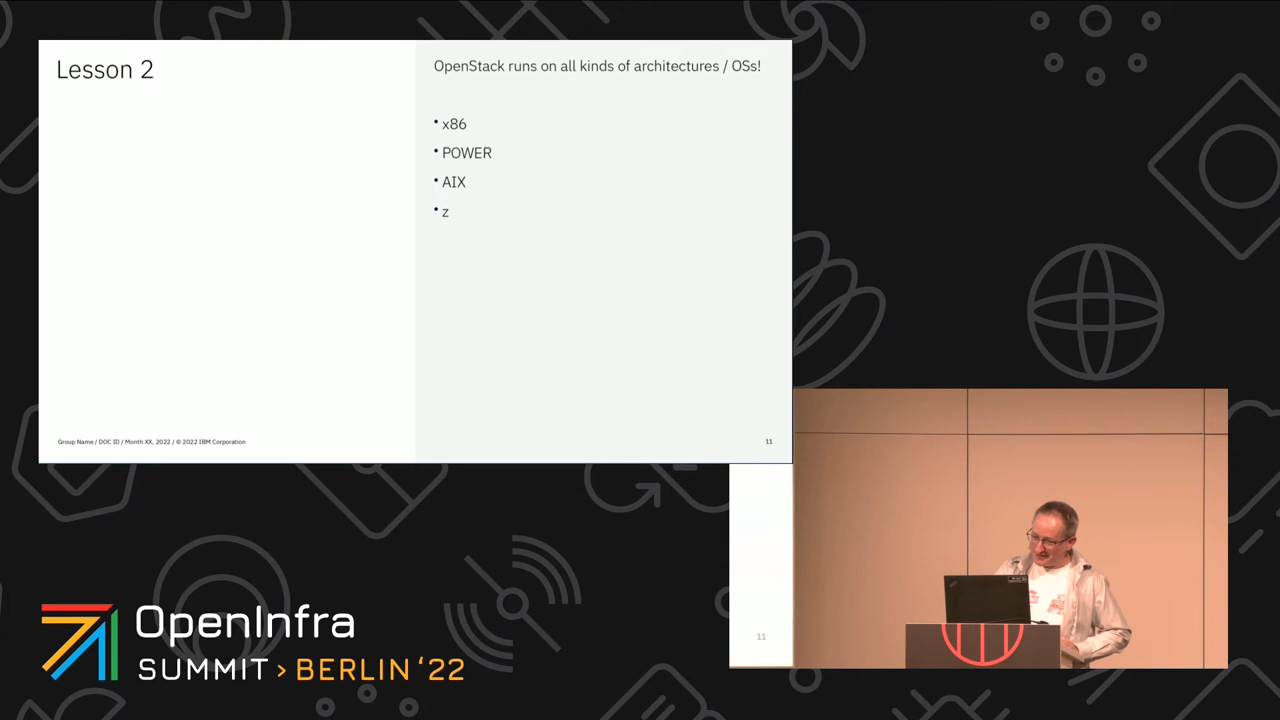 Lesson 2
OpenStack runs on all kinds of architectures / OSs!
• x86
• POWER
• AIX
• z
Group Name / DOC ID / Month XX, 2022 / © 2022 IBM Corporation
11
11
OpenInfra
SUMMIT > BERLIN ‘22